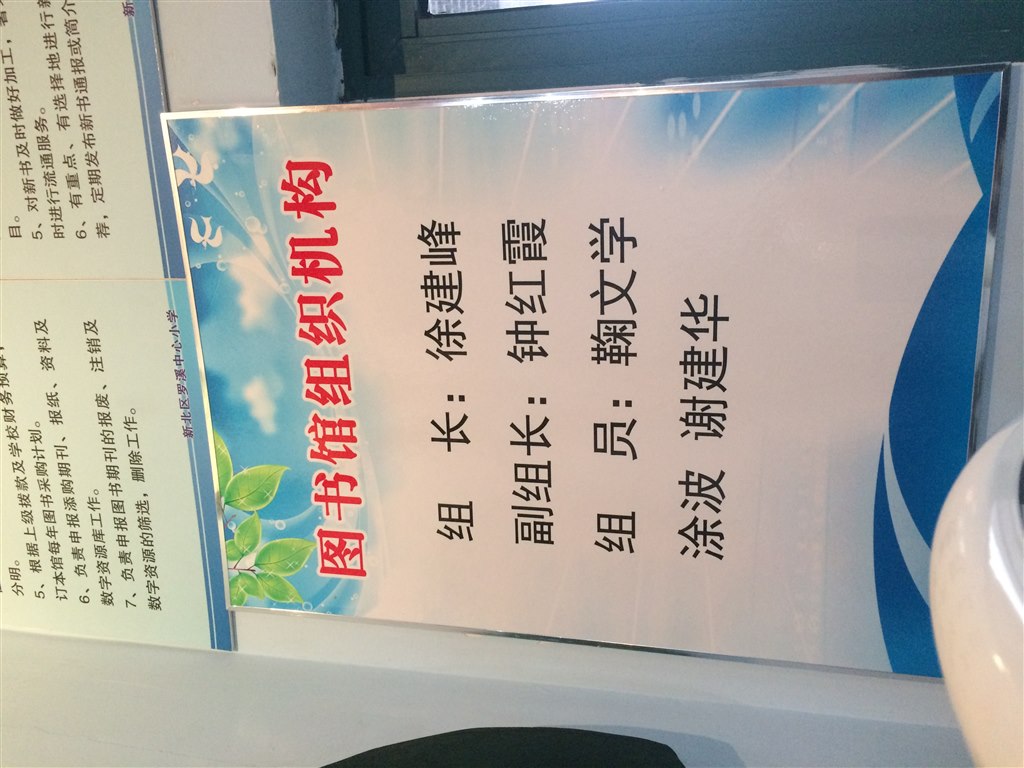 图书馆组织机构
组 长：徐建峰
副组长：钟红霞
组 员：鞠文学
涂波 谢建华
分明。
5、根据上级拨款及学校财务预算，
订本馆每年图书采购计划。
6、负责申报添购期刊、报纸、资料及
数字资源库工作。
7、负责申报图书期刊的报废、注销及
数字资源的筛选，删除工作。
新北区罗溪中心小学
目。对新书及时做好加工，
5、
时进行流通服务。
6、有重点、有选择地进行
荐，定期发布新书通报或简介
新